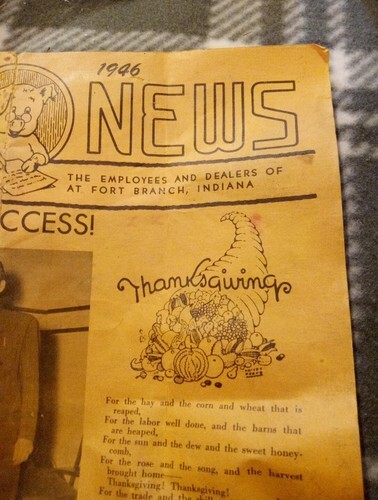 1946
NEWS
THE EMPLOYEES AND DEALERS OF
AT FORT BRANCH, INDIANA
CCESS!
Thanksgiving
For the hay and the corn and wheat that is
reaped,
For the labor well done, and the barns that
are heaped,
For the sun and the dew and the sweet honey-
comb,
For the rose and the song, and the harvest
brought home—
Thanksgiving! Thanksgiving!
For the trade and the skill